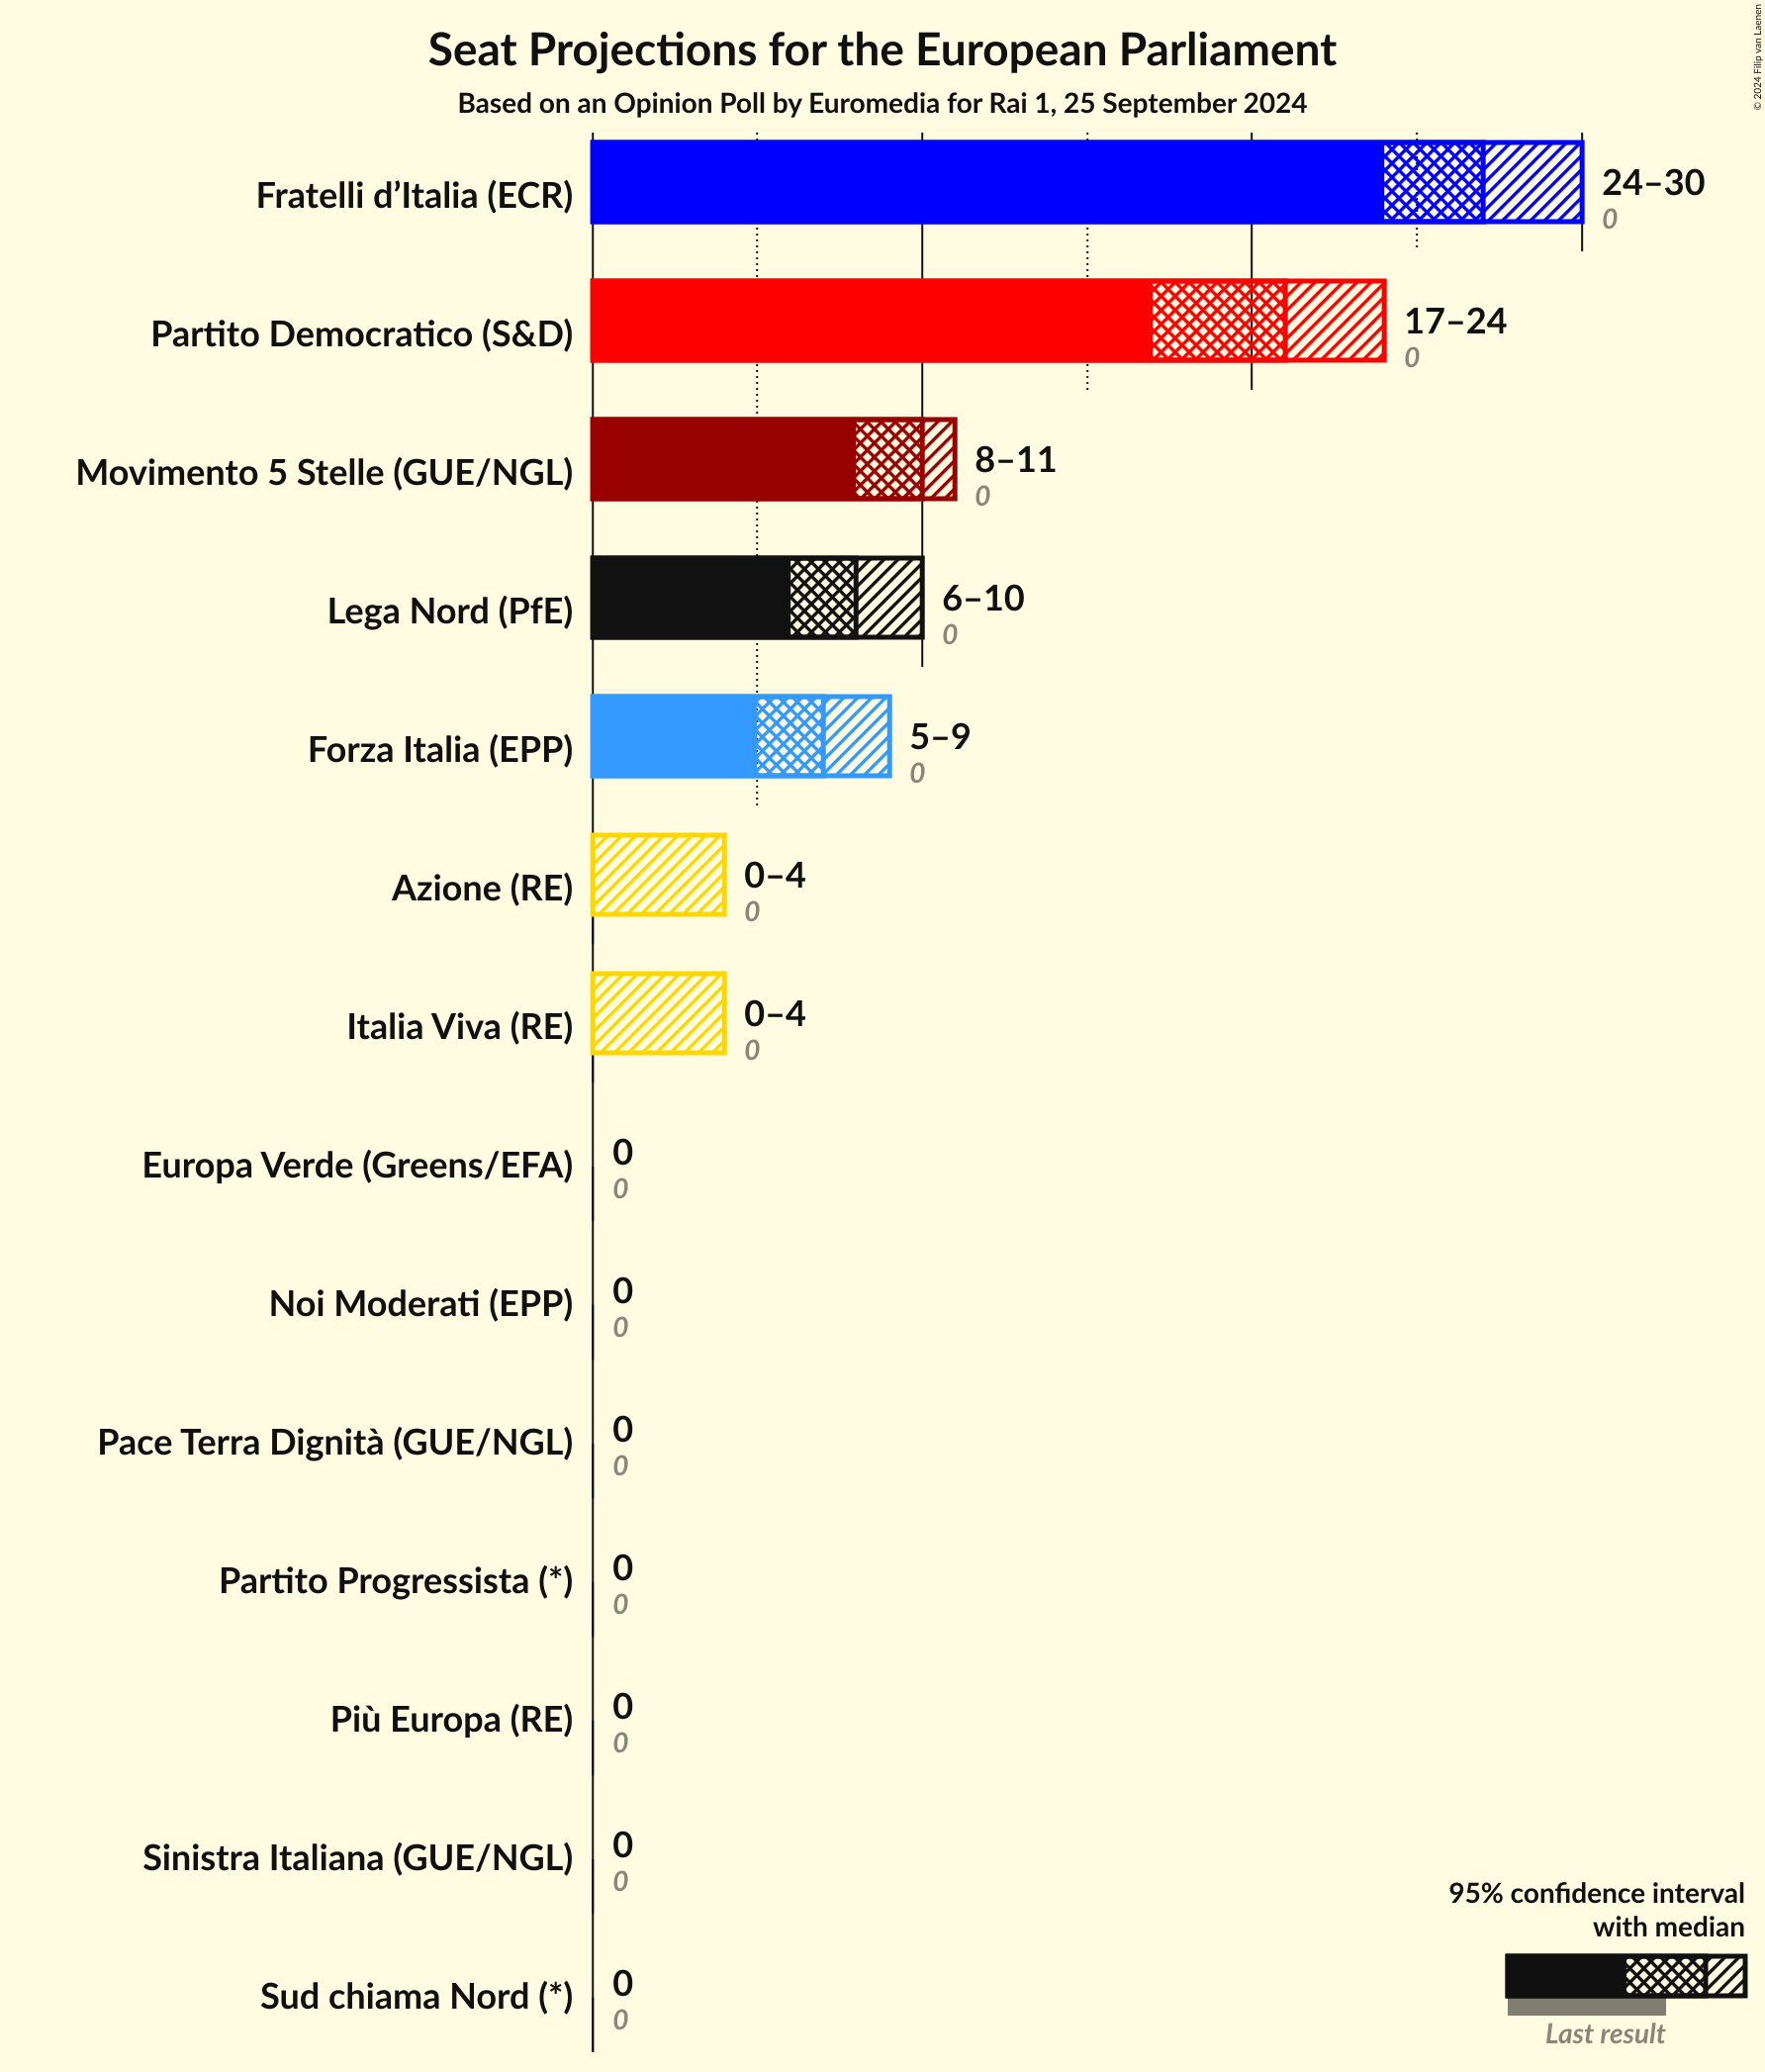 Seat Projections for the European Parliament
Based on an Opinion Poll by Euromedia for Rai 1, 25 September 2024
© 2024 Filip van Laenen
Fratelli d’Italia (ECR)
24–30
0
Partito Democratico (S&D)
17–24
0
Movimento 5 Stelle (GUE/NGL)
8–11
0
Lega Nord (PfE)
6–10
0
Forza Italia (EPP)
5–9
0
Azione (RE)
0–4
0
Italia Viva (RE)
0–4
0
Europa Verde (Greens/EFA)
0
0
Noi Moderati (EPP)
0
0
Pace Terra Dignità (GUE/NGL)
0
0
Partito Progressista (*)
0
0
Più Europa (RE)
0
0
Sinistra Italiana (GUE/NGL)
0
0
Sud chiama Nord (*)
0
0
95% confidence interval
with median
Last result